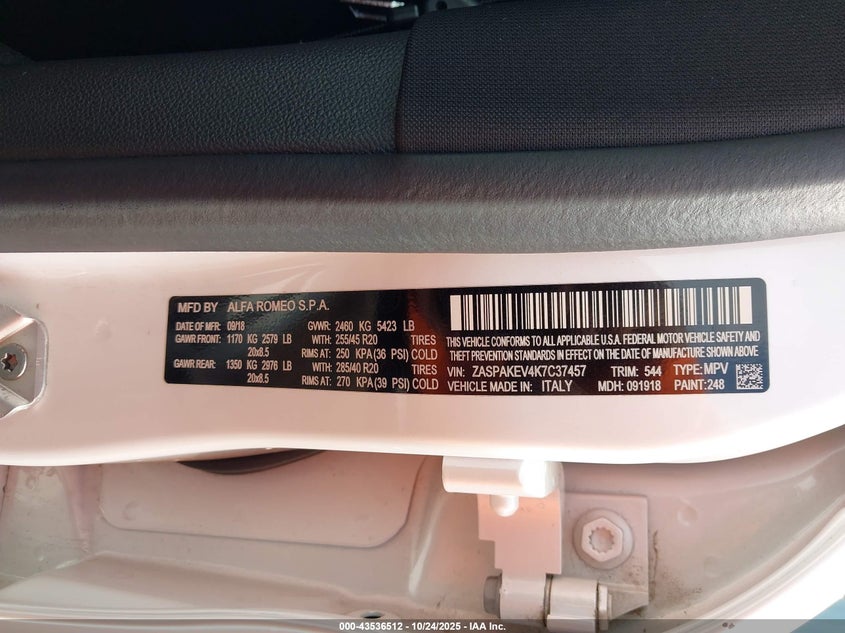 MFD BY ALFA ROMEO S.P.A.
DATE OF MFR: 09/18 GVWR: 2460 KG 5423 LB
GAWR FRONT: 1170 KG 2579 LB WITH: 255/45 R20 TIRES
20x8.5 RIMS AT: 250 KPA(36 PSI) COLD
GAWR REAR: 1350 KG 2976 LB WITH: 285/40 R20 TIRES
20x8.5 RIMS AT: 270 KPA(39 PSI) COLD
THIS VEHICLE CONFORMS TO ALL APPLICABLE U.S.A. FEDERAL MOTOR VEHICLE SAFETY AND
THEFT PREVENTION STANDARDS IN EFFECT ON THE DATE OF MANUFACTURE SHOWN ABOVE.
VIN: ZASPAKEV4K7C37457 TRIM: 544 TYPE: MPV
VEHICLE MADE IN: ITALY MDH: 091918 PAINT: 248
000-43536512 - 10/24/2025 - IAA Inc.